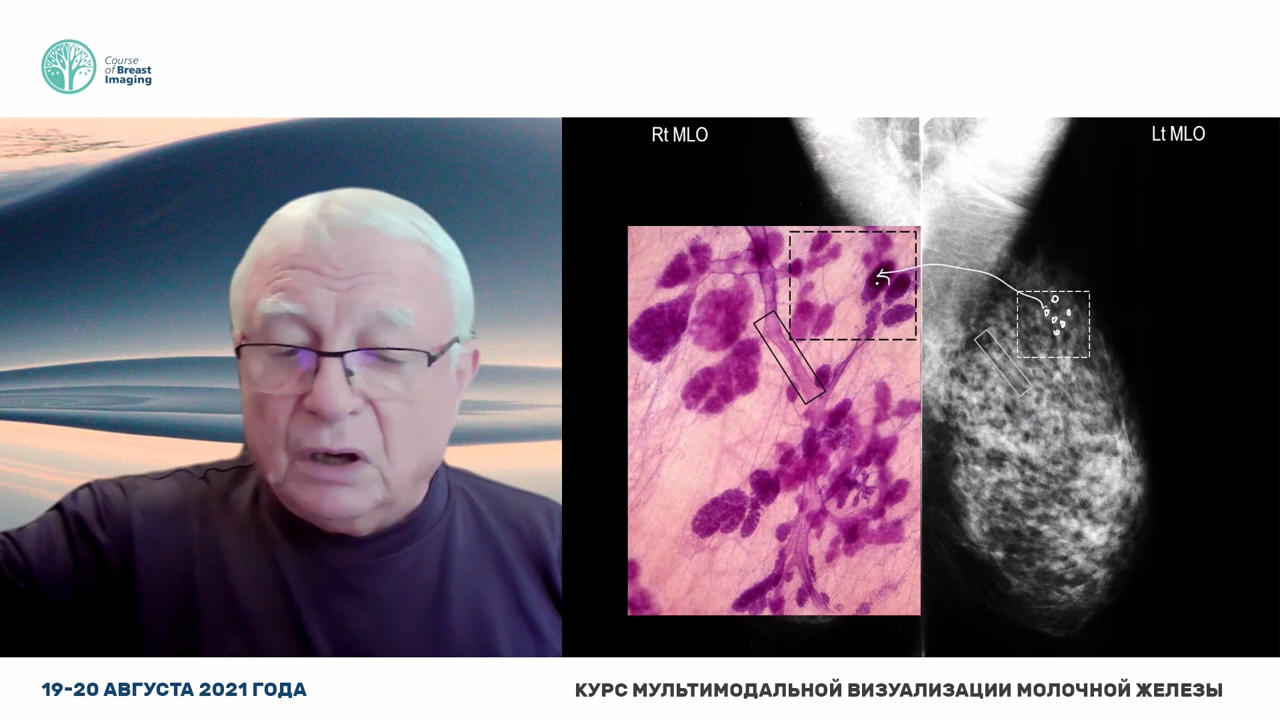 Course
of Breast
Imaging
Rt MLO
Lt MLO
19-20 АВГУСТА 2021 ГОДА
КУРС МУЛЬТИМОДАЛЬНОЙ ВИЗУАЛИЗАЦИИ МОЛОЧНОЙ ЖЕЛЕЗЫ